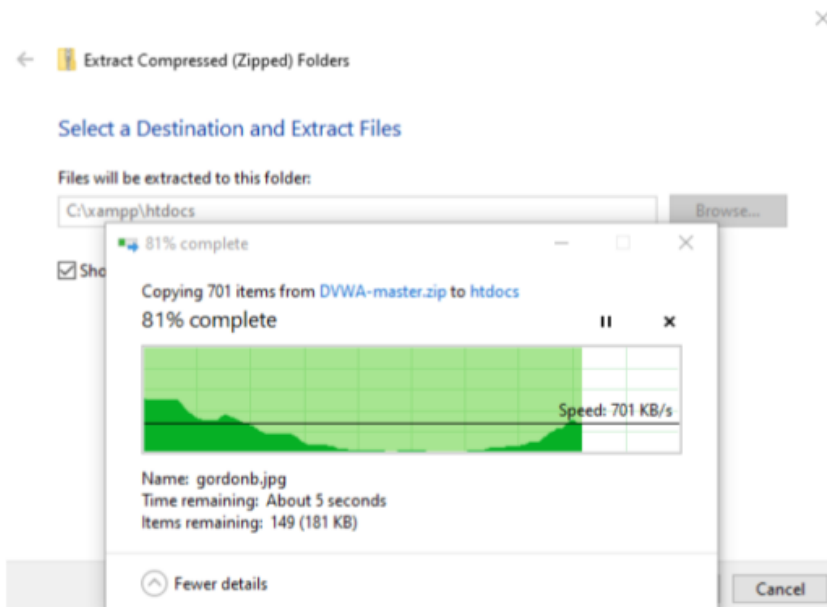 Extract Compressed (Zipped) Folders
Select a Destination and Extract Files
Files will be extracted to this folder:
C:\xampp\htdocs
Browse...
81% complete
Sho
Copying 701 items from DVWA-master.zip to htdocs
81% complete
Speed: 701 KB/s
Name: gordonb.jpg
Time remaining: About 5 seconds
Items remaining: 149 (181 KB)
Fewer details
Cancel